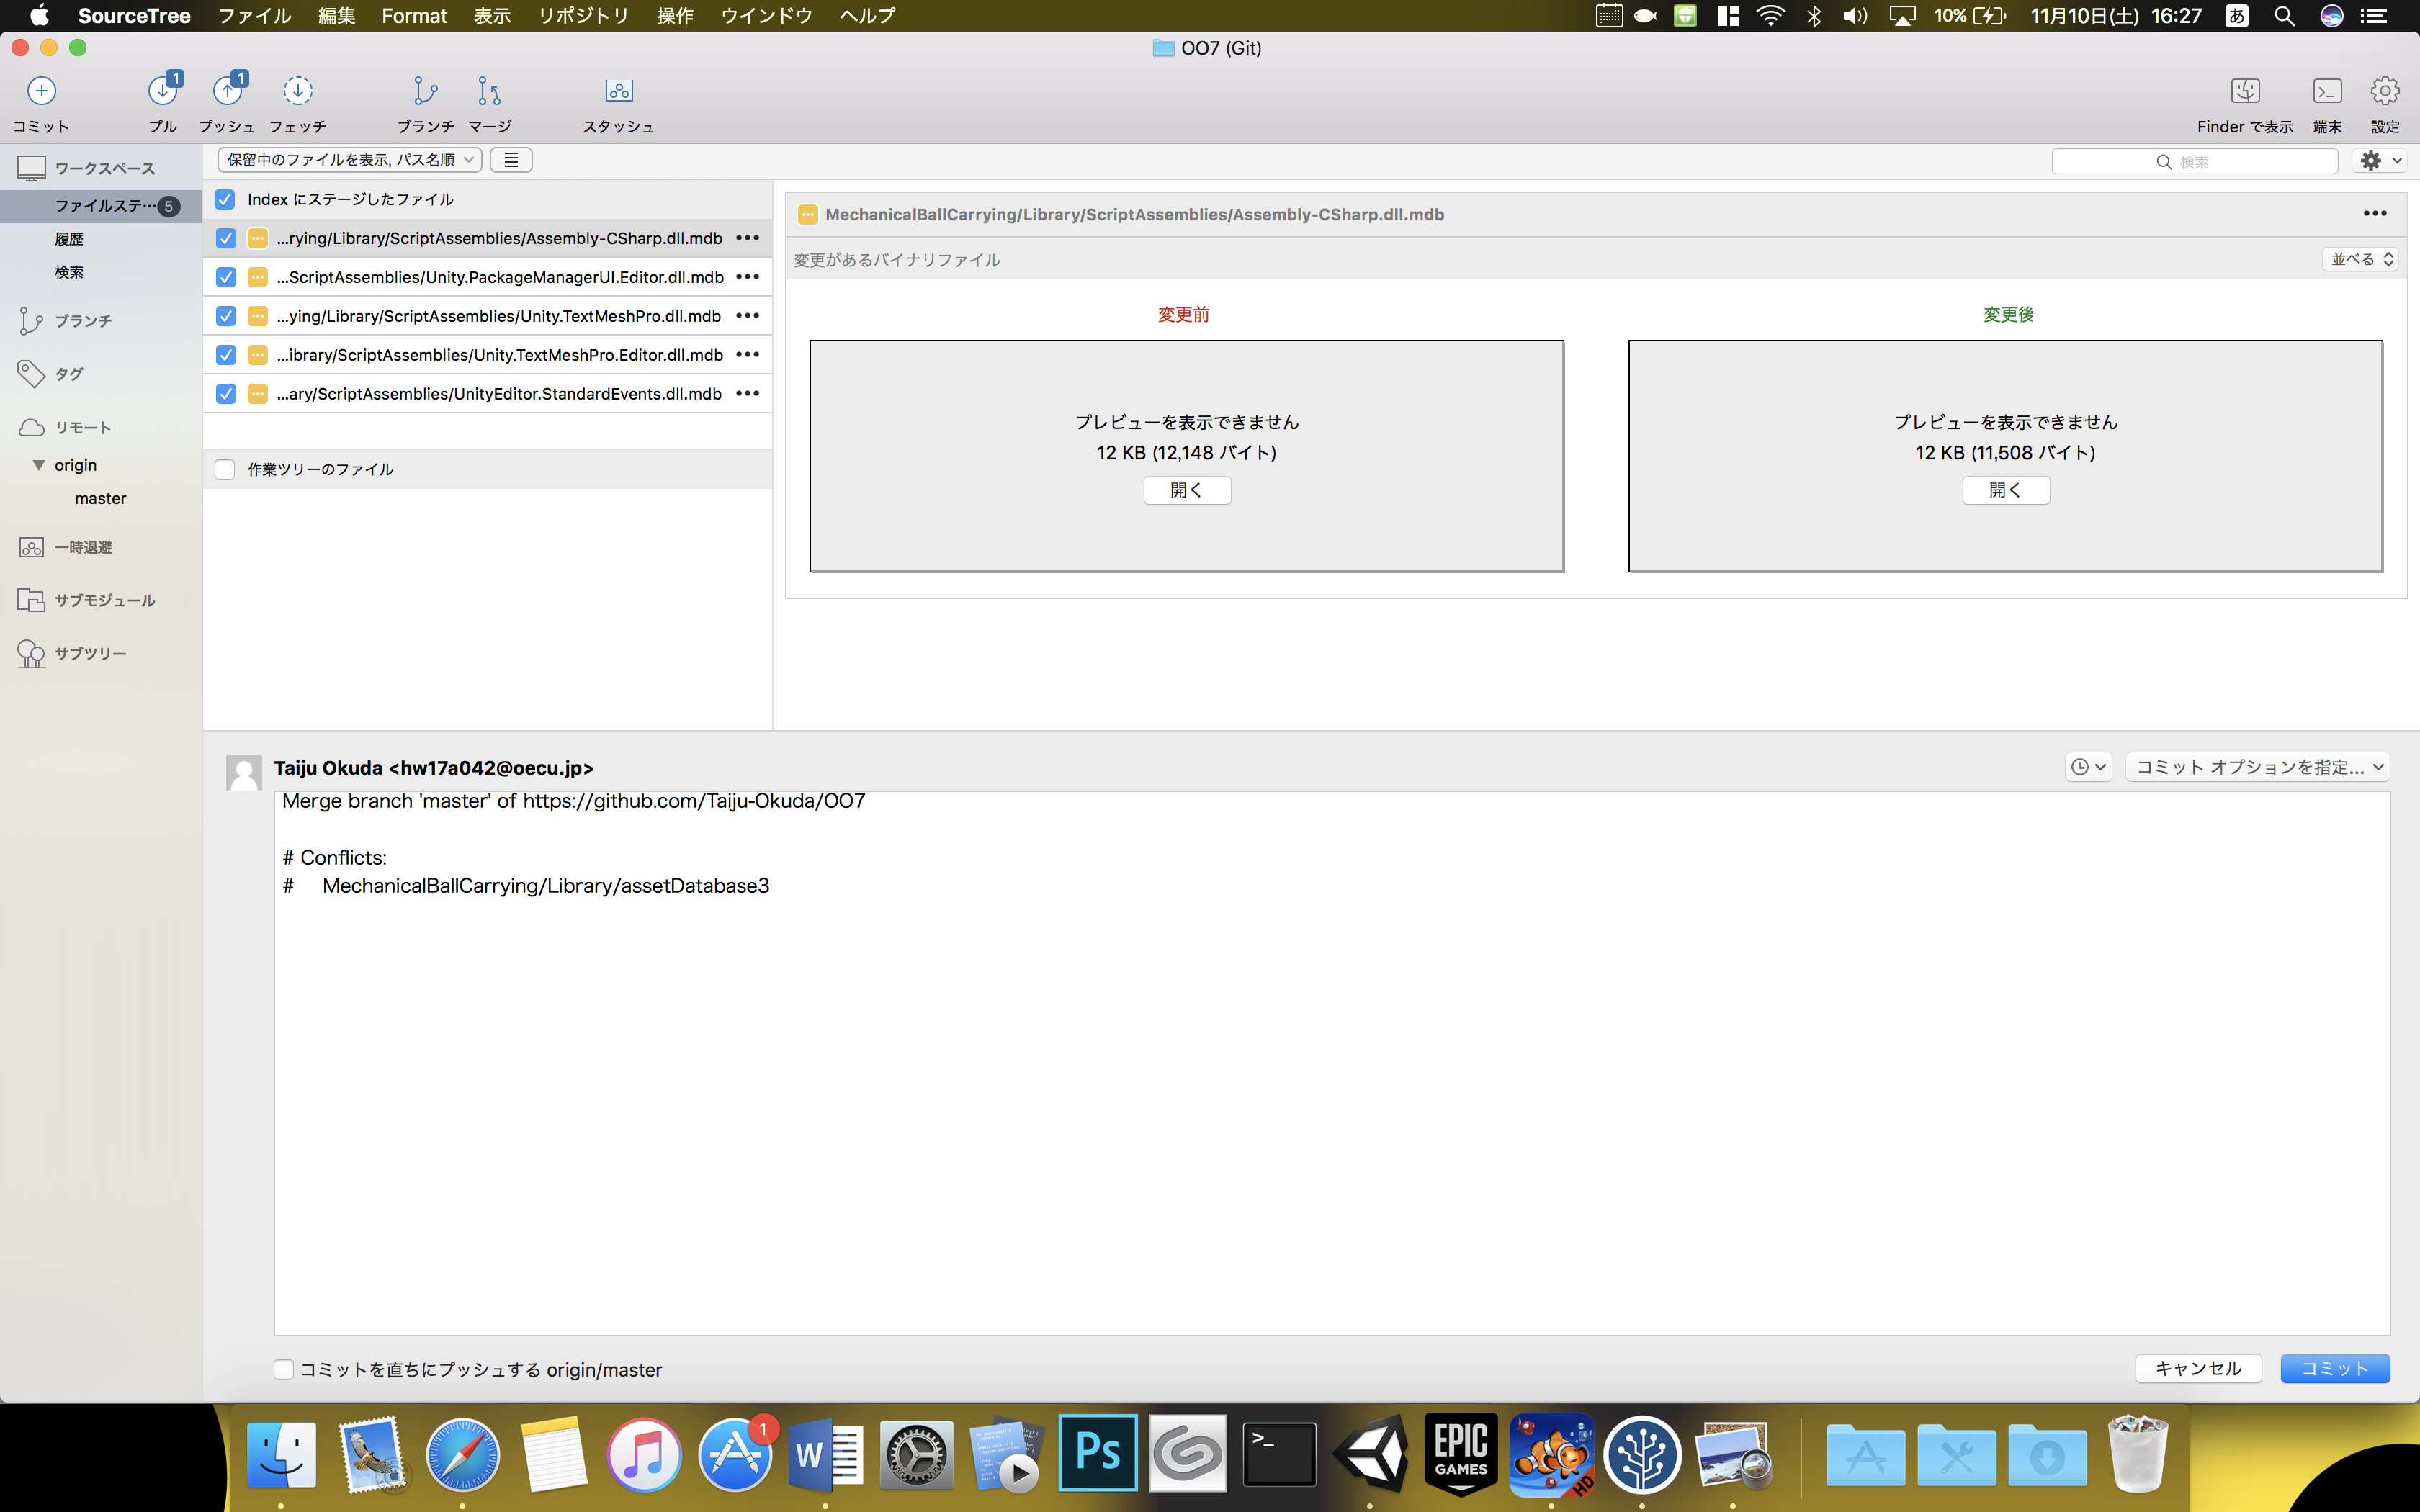 SourceTree ファイル 編集 Format 表示 リポジトリ 操作 ウインドウ ヘルプ 10% 11月10日(土) 16:27 あ
OO7 (Git)
1 1
コミット プル プッシュ フェッチ ブランチ マージ スタッシュ Finder で表示 端末 設定
ワークスペース
ファイルステ… 5
履歴
検索
ブランチ
タグ
リモート
origin
master
一時退避
サブモジュール
サブツリー
保留中のファイルを表示, パス名順
検索
Index にステージしたファイル
...rying/Library/ScriptAssemblies/Assembly-CSharp.dll.mdb
...ScriptAssemblies/Unity.PackageManagerUI.Editor.dll.mdb
...ying/Library/ScriptAssemblies/Unity.TextMeshPro.dll.mdb
...ibrary/ScriptAssemblies/Unity.TextMeshPro.Editor.dll.mdb
...ary/ScriptAssemblies/UnityEditor.StandardEvents.dll.mdb
作業ツリーのファイル
MechanicalBallCarrying/Library/ScriptAssemblies/Assembly-CSharp.dll.mdb
変更があるバイナリファイル
並べる
変更前
プレビューを表示できません
12 KB (12,148 バイト)
開く
変更後
プレビューを表示できません
12 KB (11,508 バイト)
開く
Taiju Okuda <hw17a042@oecu.jp>
コミット オプションを指定...
Merge branch 'master' of https://github.com/Taiju-Okuda/OO7
# Conflicts:
# MechanicalBallCarrying/Library/assetDatabase3
コミットを直ちにプッシュする origin/master
キャンセル
コミット
1
W
Ps
>_
EPIC
GAMES
HD